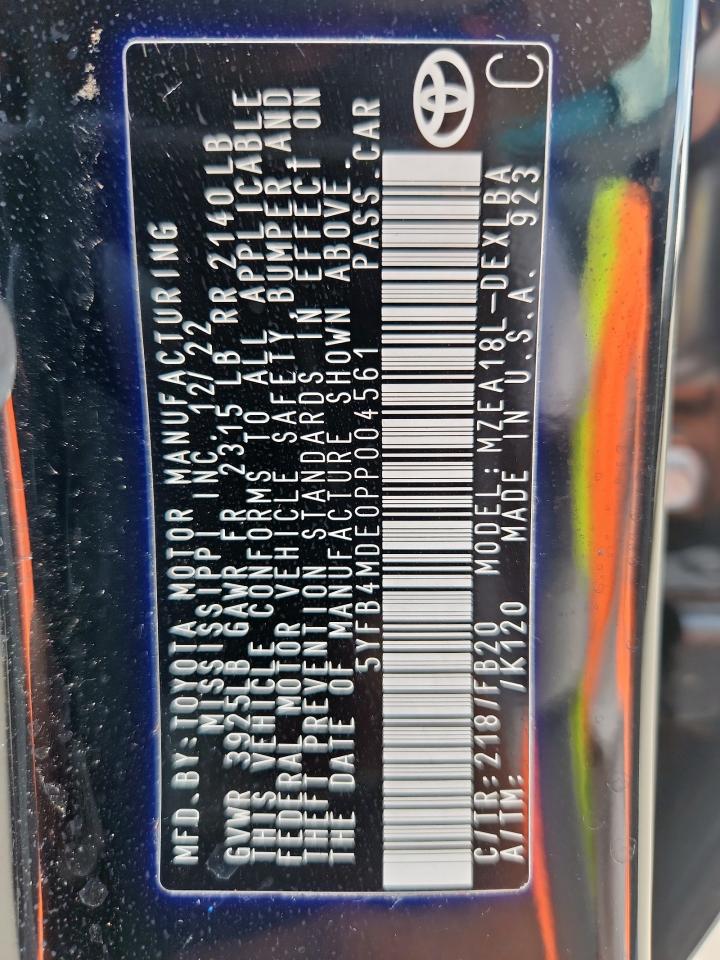 MFD.BY:TOYOTA MOTOR MANUFACTURING
MISSISSIPPI INC. 12/22
GVWR 3925LB GAWR FR 2315 LB RR 2140LB
THIS VEHICLE CONFORMS TO ALL APPLICABLE
FEDERAL MOTOR VEHICLE SAFETY, BUMPER AND
THEFT PREVENTION STANDARDS IN EFFECT ON
THE DATE OF MANUFACTURE SHOWN ABOVE.
5YFB4MDE0PP004561 PASS.CAR
C/TR:218/FB20 MODEL:MZEA18L-DEXLBA
A/TM: /K120 MADE IN U.S.A. 923
C